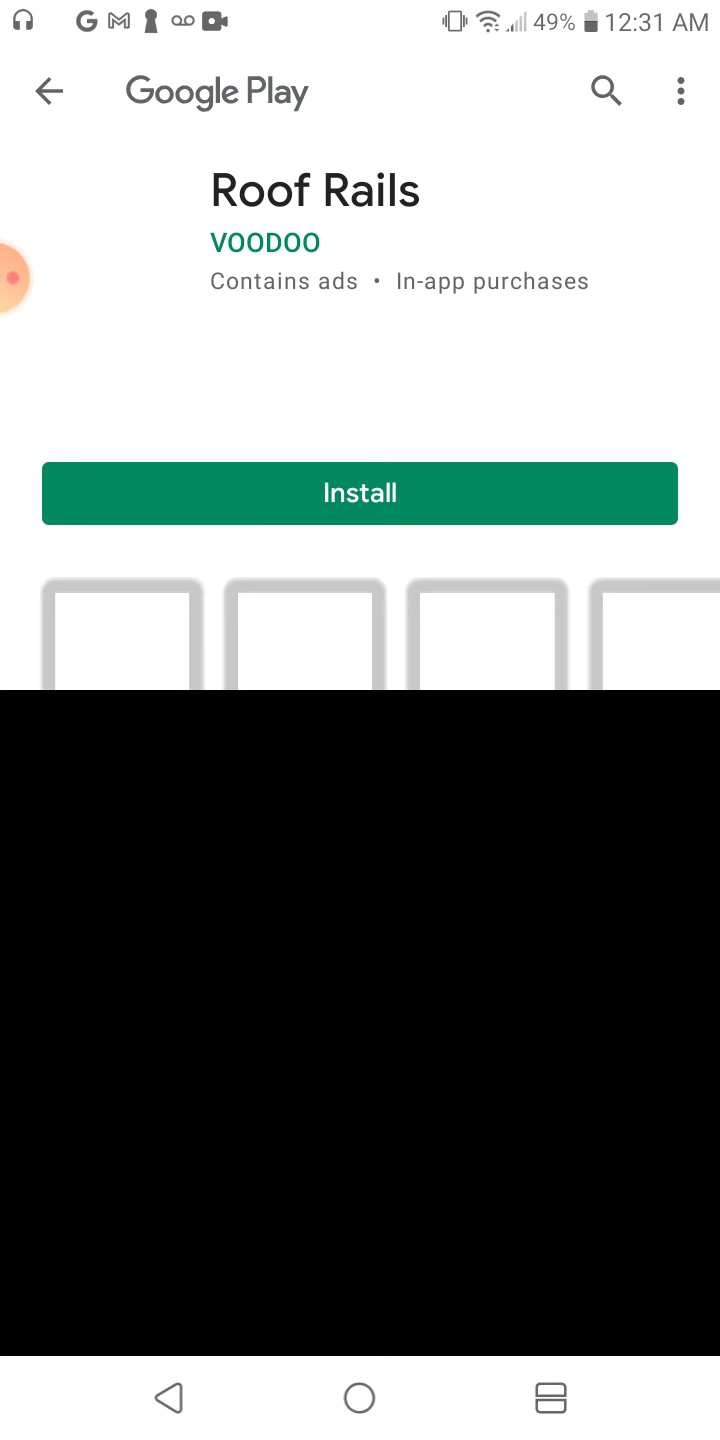 49% 12:31 AM
Google Play
Roof Rails
VOODOO
Contains ads • In-app purchases
Install